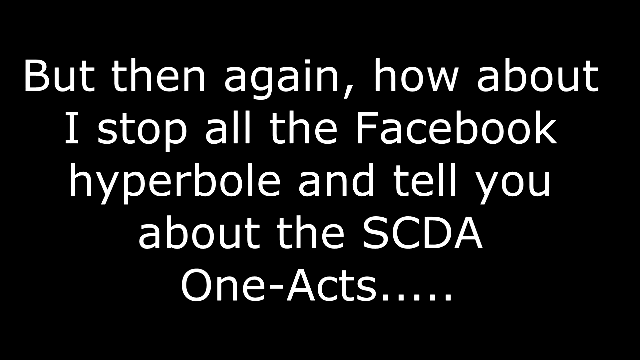 But then again, how about
I stop all the Facebook
hyperbole and tell you
about the SCDA
One-Acts.....